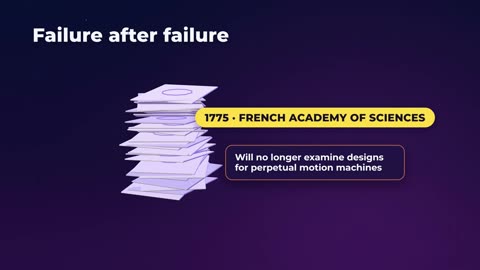 Failure after failure
1775 · FRENCH ACADEMY OF SCIENCES
Will no longer examine designs
for perpetual motion machines